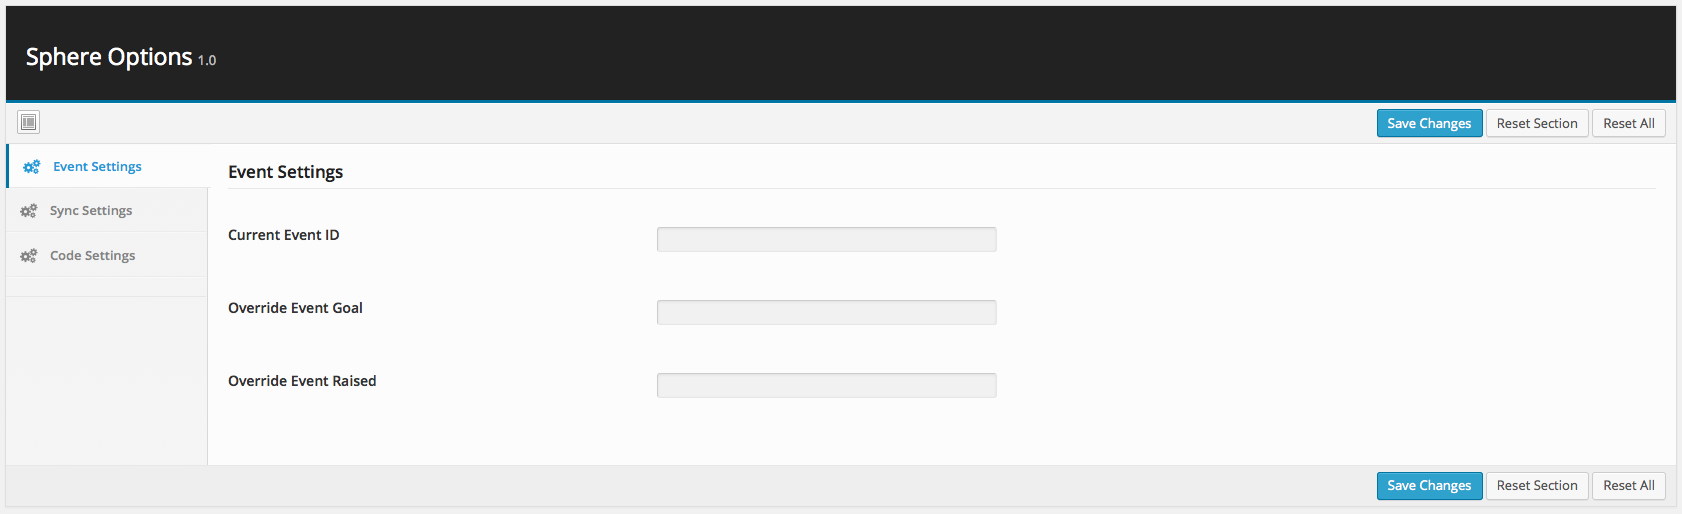 Sphere Options 1.0
Save Changes Reset Section Reset All
Event Settings
Sync Settings
Code Settings
Event Settings
Current Event ID
Override Event Goal
Override Event Raised
Save Changes Reset Section Reset All